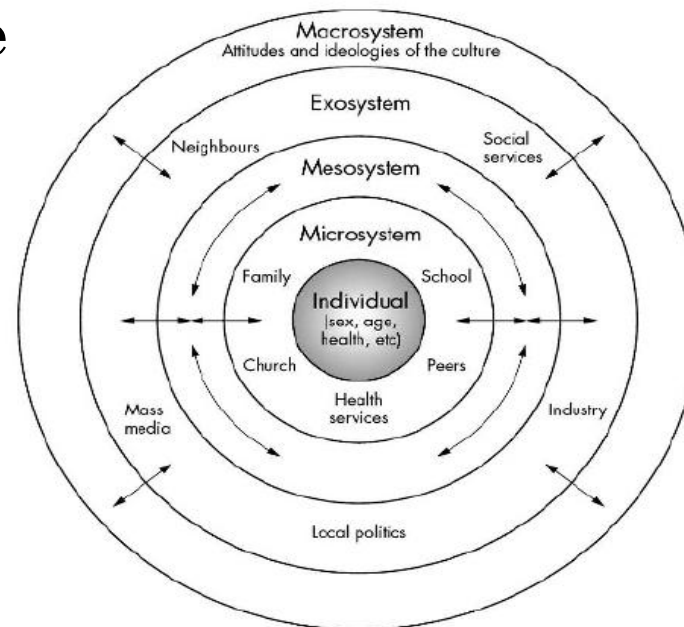 e
Macrosystem
Attitudes and ideologies of the culture
Exosystem
Neighbours
Social
services
Mesosystem
Microsystem
Family
School
Individual
(sex, age,
health, etc)
Church
Peers
Health
services
Mass
media
Industry
Local politics